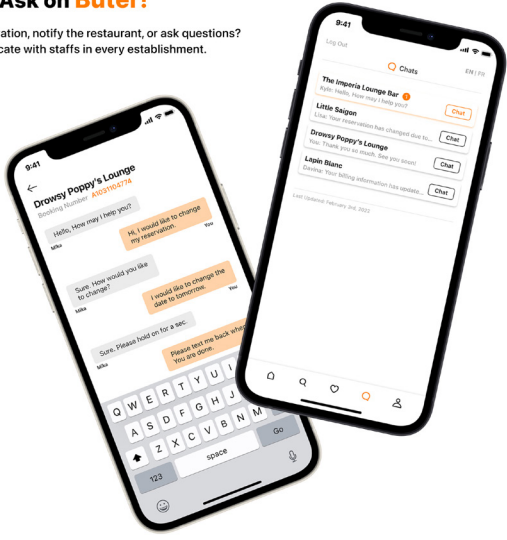 Ask on Buter?
ation, notify the restaurant, or ask questions?
cate with staffs in every establishment.
9:41
Log Out
EN | FR
Chats
The Imperia Lounge Bar
Kyle: Hello, How may I help you?
Chat
Little Saigon
Lisa: Your reservation has changed due to...
Chat
Drowsy Poppy's Lounge
You: Thank you so much. See you soon!
Chat
Lapin Blanc
Davina: Your billing information has update...
Chat
Last Updated: February 3rd, 2022
9:41
Drowsy Poppy's Lounge
Booking Number A1031104774
Hello, How may I help you?
Mika
Hi, I would like to change
my reservation.
You
Sure. How would you like
to change?
Mika
I would like to change the
date to tomorrow.
You
Sure. Please hold on for a sec.
Mika
Please text me back when
You are done.
Q W E R T Y U I
A S D F G H J
Z X C V B N M
123
space
Go